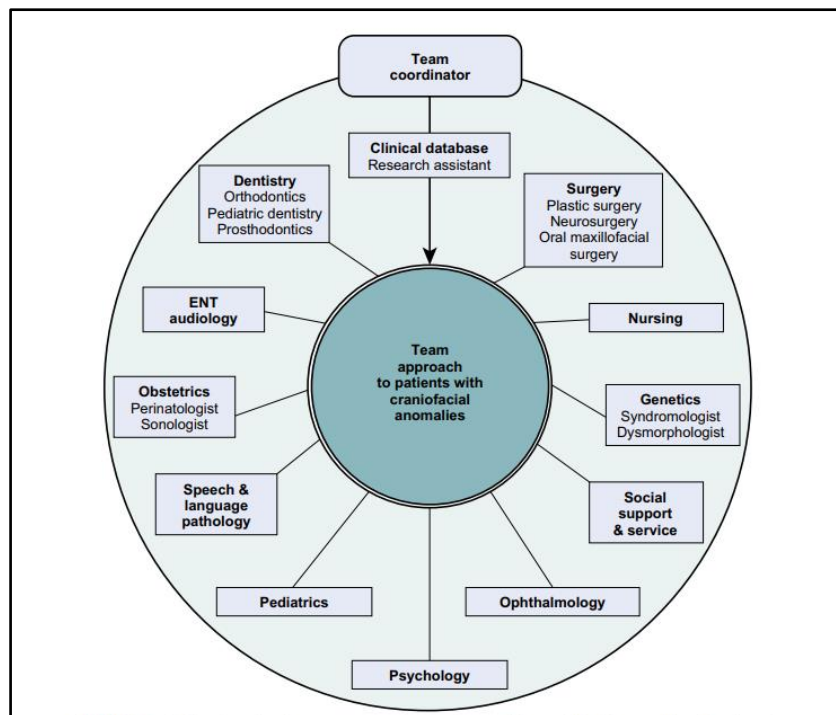 Team
coordinator
Clinical database
Research assistant
Dentistry
Orthodontics
Pediatric dentistry
Prosthodontics
Surgery
Plastic surgery
Neurosurgery
Oral maxillofacial
surgery
ENT
audiology
Nursing
Team
approach
to patients with
craniofacial
anomalies
Obstetrics
Perinatologist
Sonologist
Genetics
Syndromologist
Dysmorphologist
Speech &
language
pathology
Social
support
& service
Pediatrics
Ophthalmology
Psychology